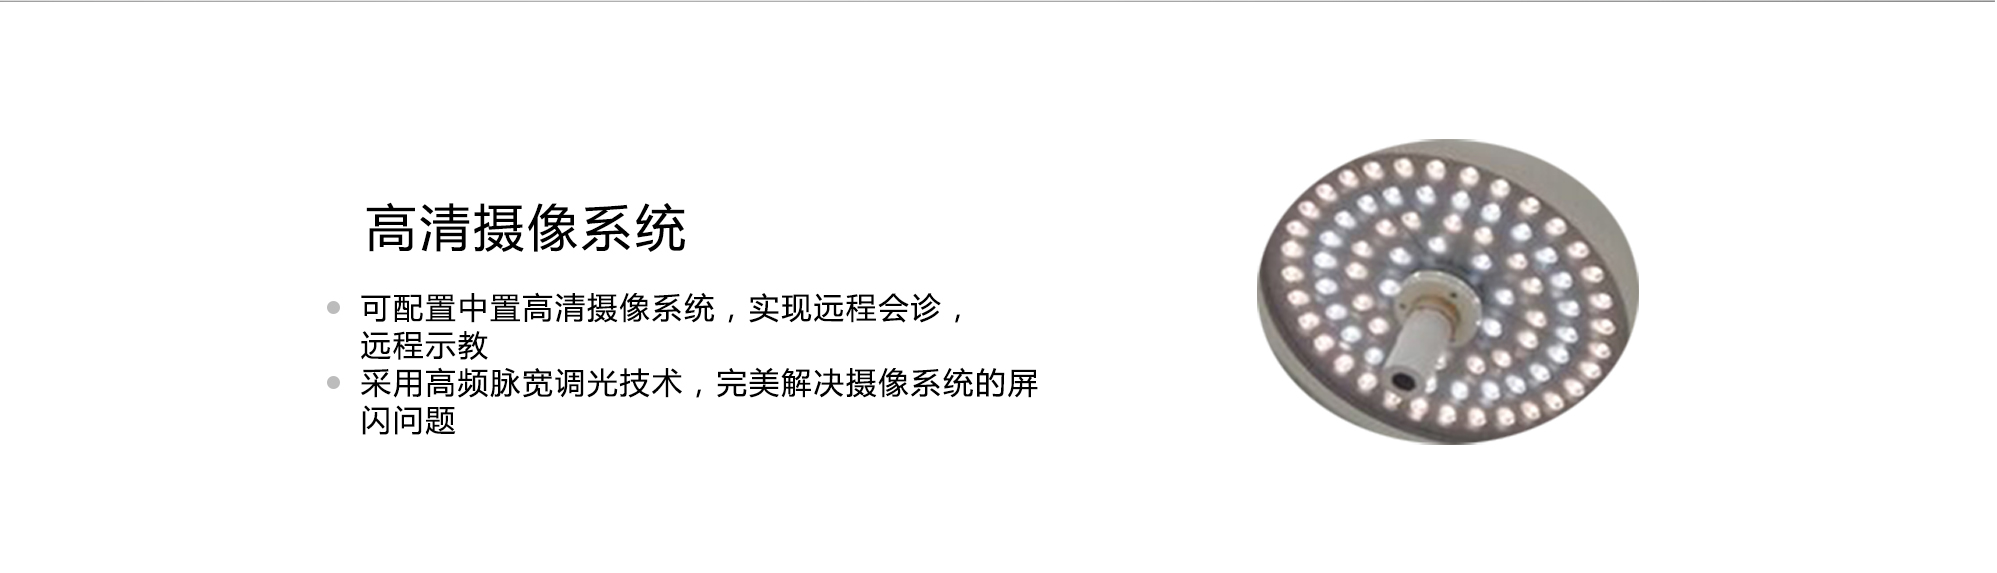 高清摄像系统
可配置中置高清摄像系统，实现远程会诊，
远程示教
采用高频脉宽调光技术，完美解决摄像系统的屏
闪问题